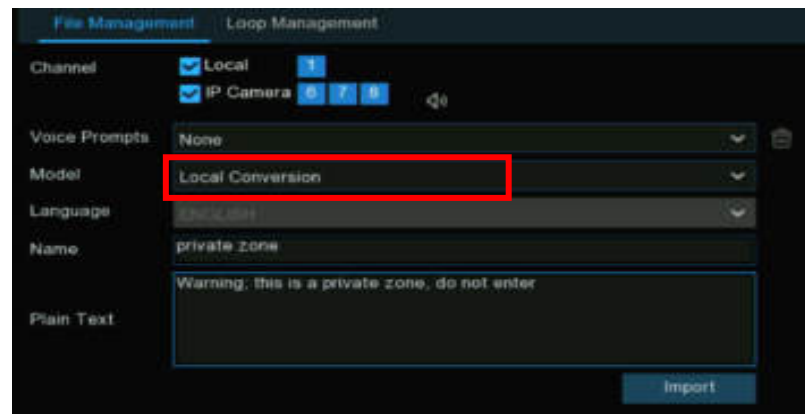 File Management Loop Management
Channel Local 1
IP Camera 6 7 8
Voice Prompts None
Model Local Conversion
Language
Name private zone
Warning, this is a private zone, do not enter
Plain Text
Import